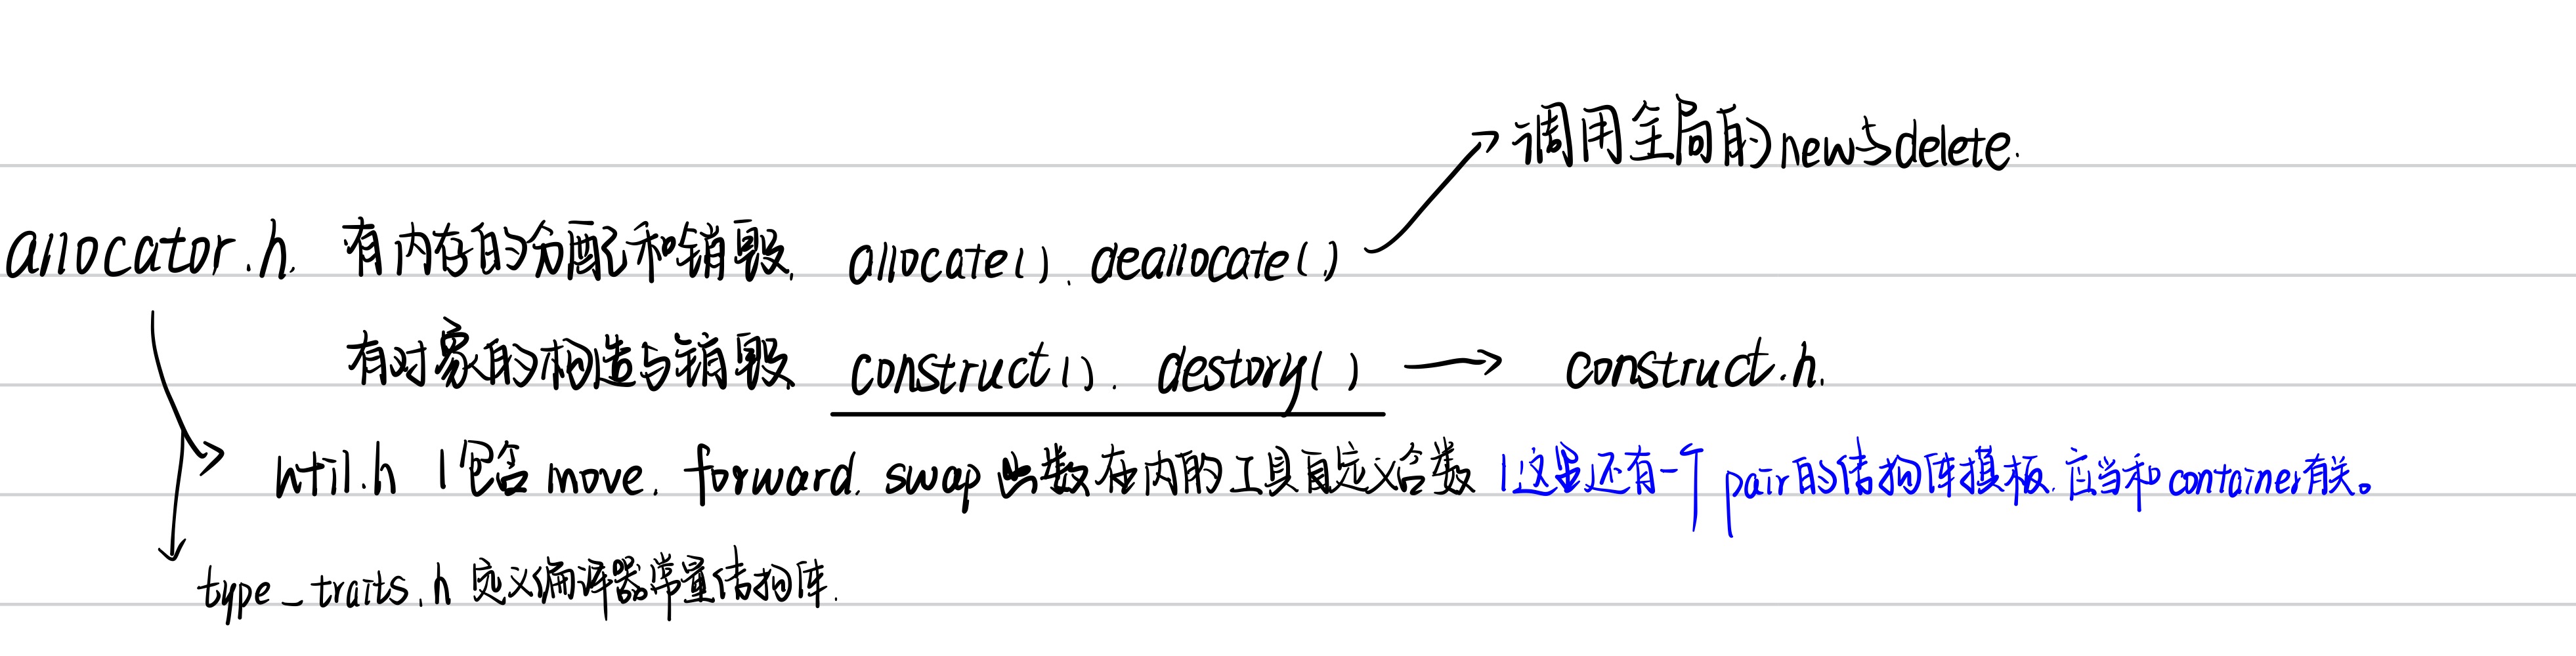 调用全局的new与delete.
allocator.h. 有内存的分配和销毁, allocate(). deallocate()
有对象的构造与销毁, construct(). destory() construct.h.
util.h 包含move. forward. swap 函数在内的工具自定义函数 这里还有一个pair的结构体模板, 应当和container有关。
type_traits.h 定义编译器常量结构体.